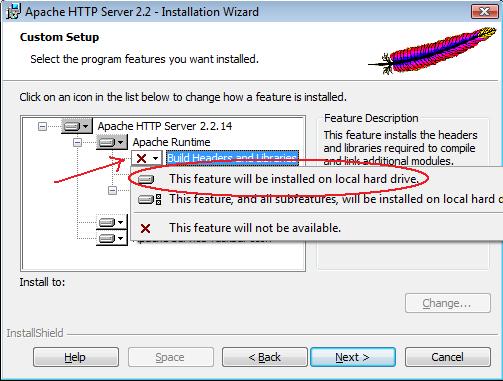 Apache HTTP Server 2.2 - Installation Wizard
Custom Setup
Select the program features you want installed.
Click on an icon in the list below to change how a feature is installed.
Apache HTTP Server 2.2.14
Apache Runtime
Build Headers and Libraries
This feature will be installed on local hard drive.
This feature, and all subfeatures, will be installed on local hard d
This feature will not be available.
Feature Description
This feature installs the headers
and libraries required to compile
and link additional modules.
Install to:
Change...
InstallShield
Help
Space
< Back
Next >
Cancel